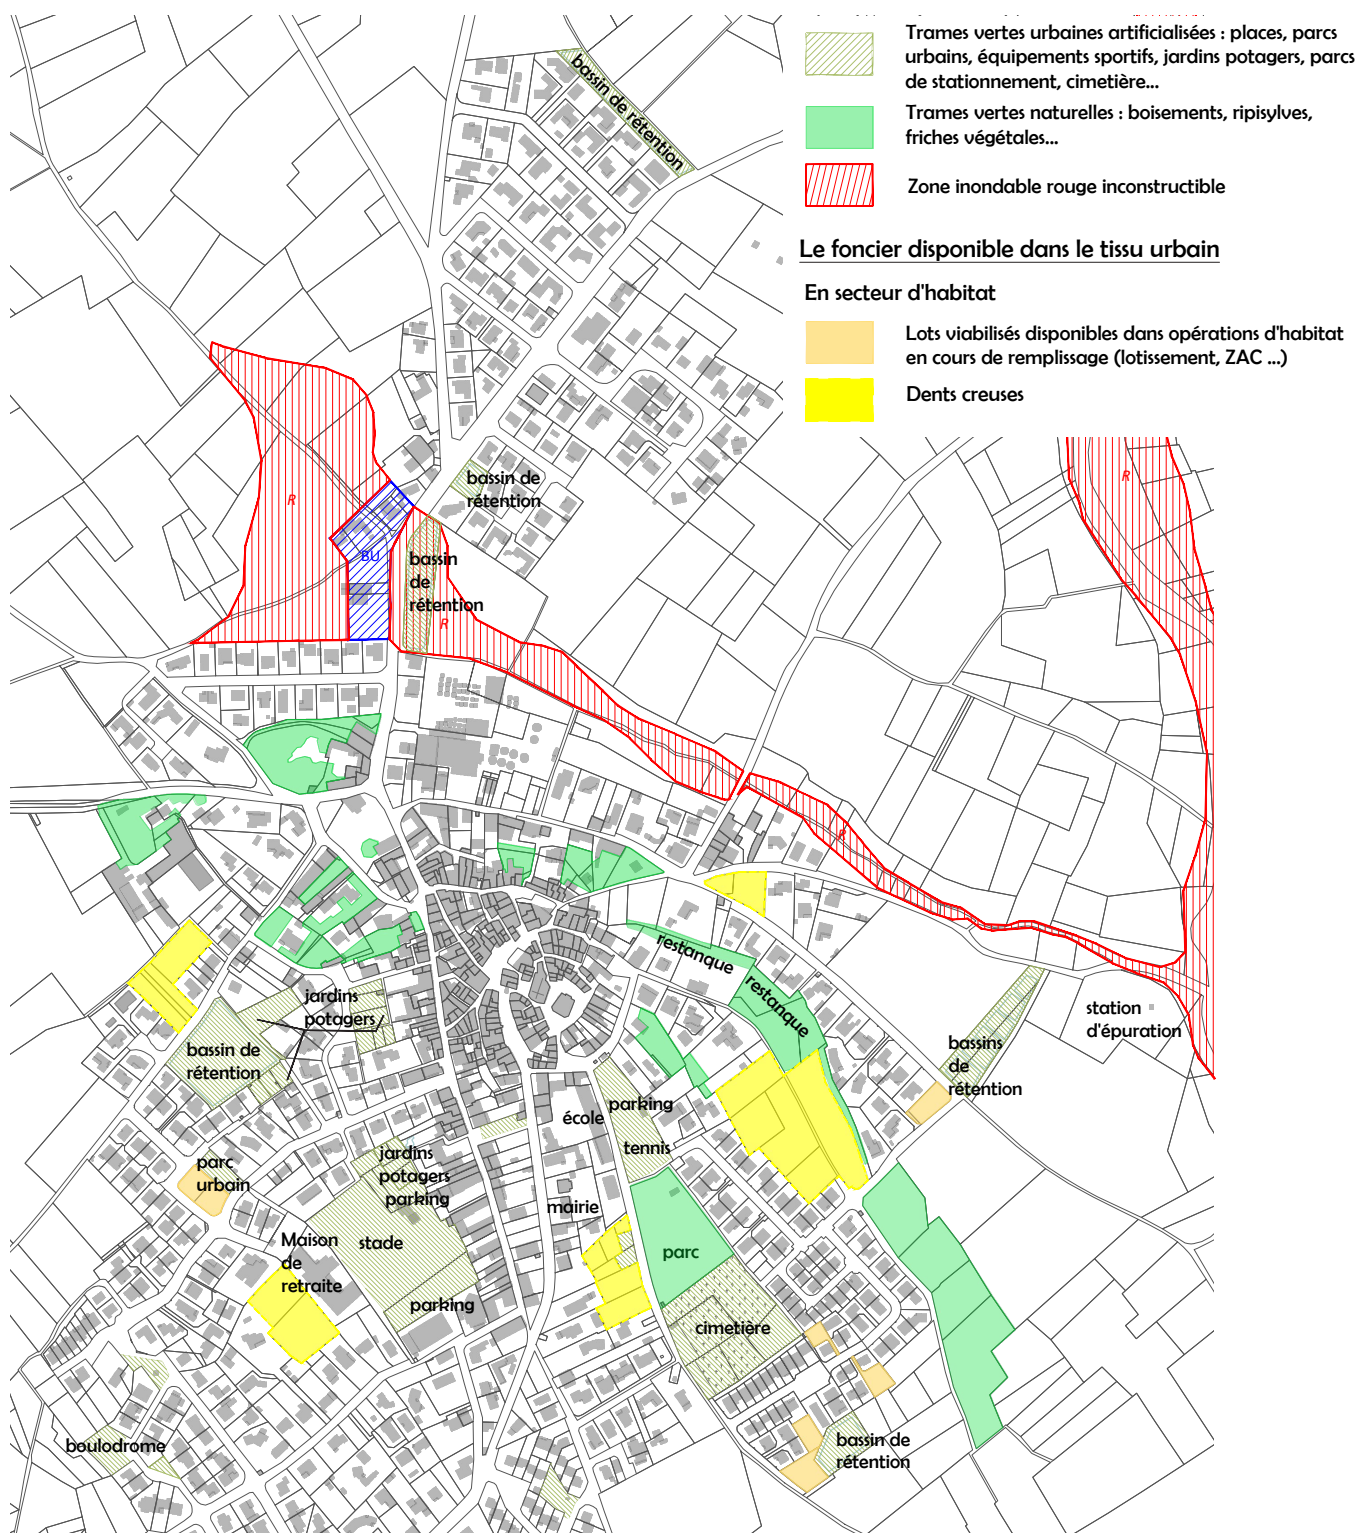 Trames vertes urbaines artificialisées : places, parcs
urbains, équipements sportifs, jardins potagers, parcs
de stationnement, cimetière...
Trames vertes naturelles : boisements, ripisylves,
friches végétales...
Zone inondable rouge inconstructible
Le foncier disponible dans le tissu urbain
En secteur d'habitat
Lots viabilisés disponibles dans opérations d'habitat
en cours de remplissage (lotissement, ZAC ...)
Dents creuses
bassin de rétention
bassin de
rétention
R
R
BU
bassin
de
rétention
R
R
restanque
restanque
jardins
potagers
bassin de
rétention
station
d'épuration
bassins
de
rétention
école
parking
tennis
jardins
potagers
parking
parc
urbain
mairie
stade
Maison
de
retraite
parc
parking
cimetière
boulodrome
bassin de
rétention